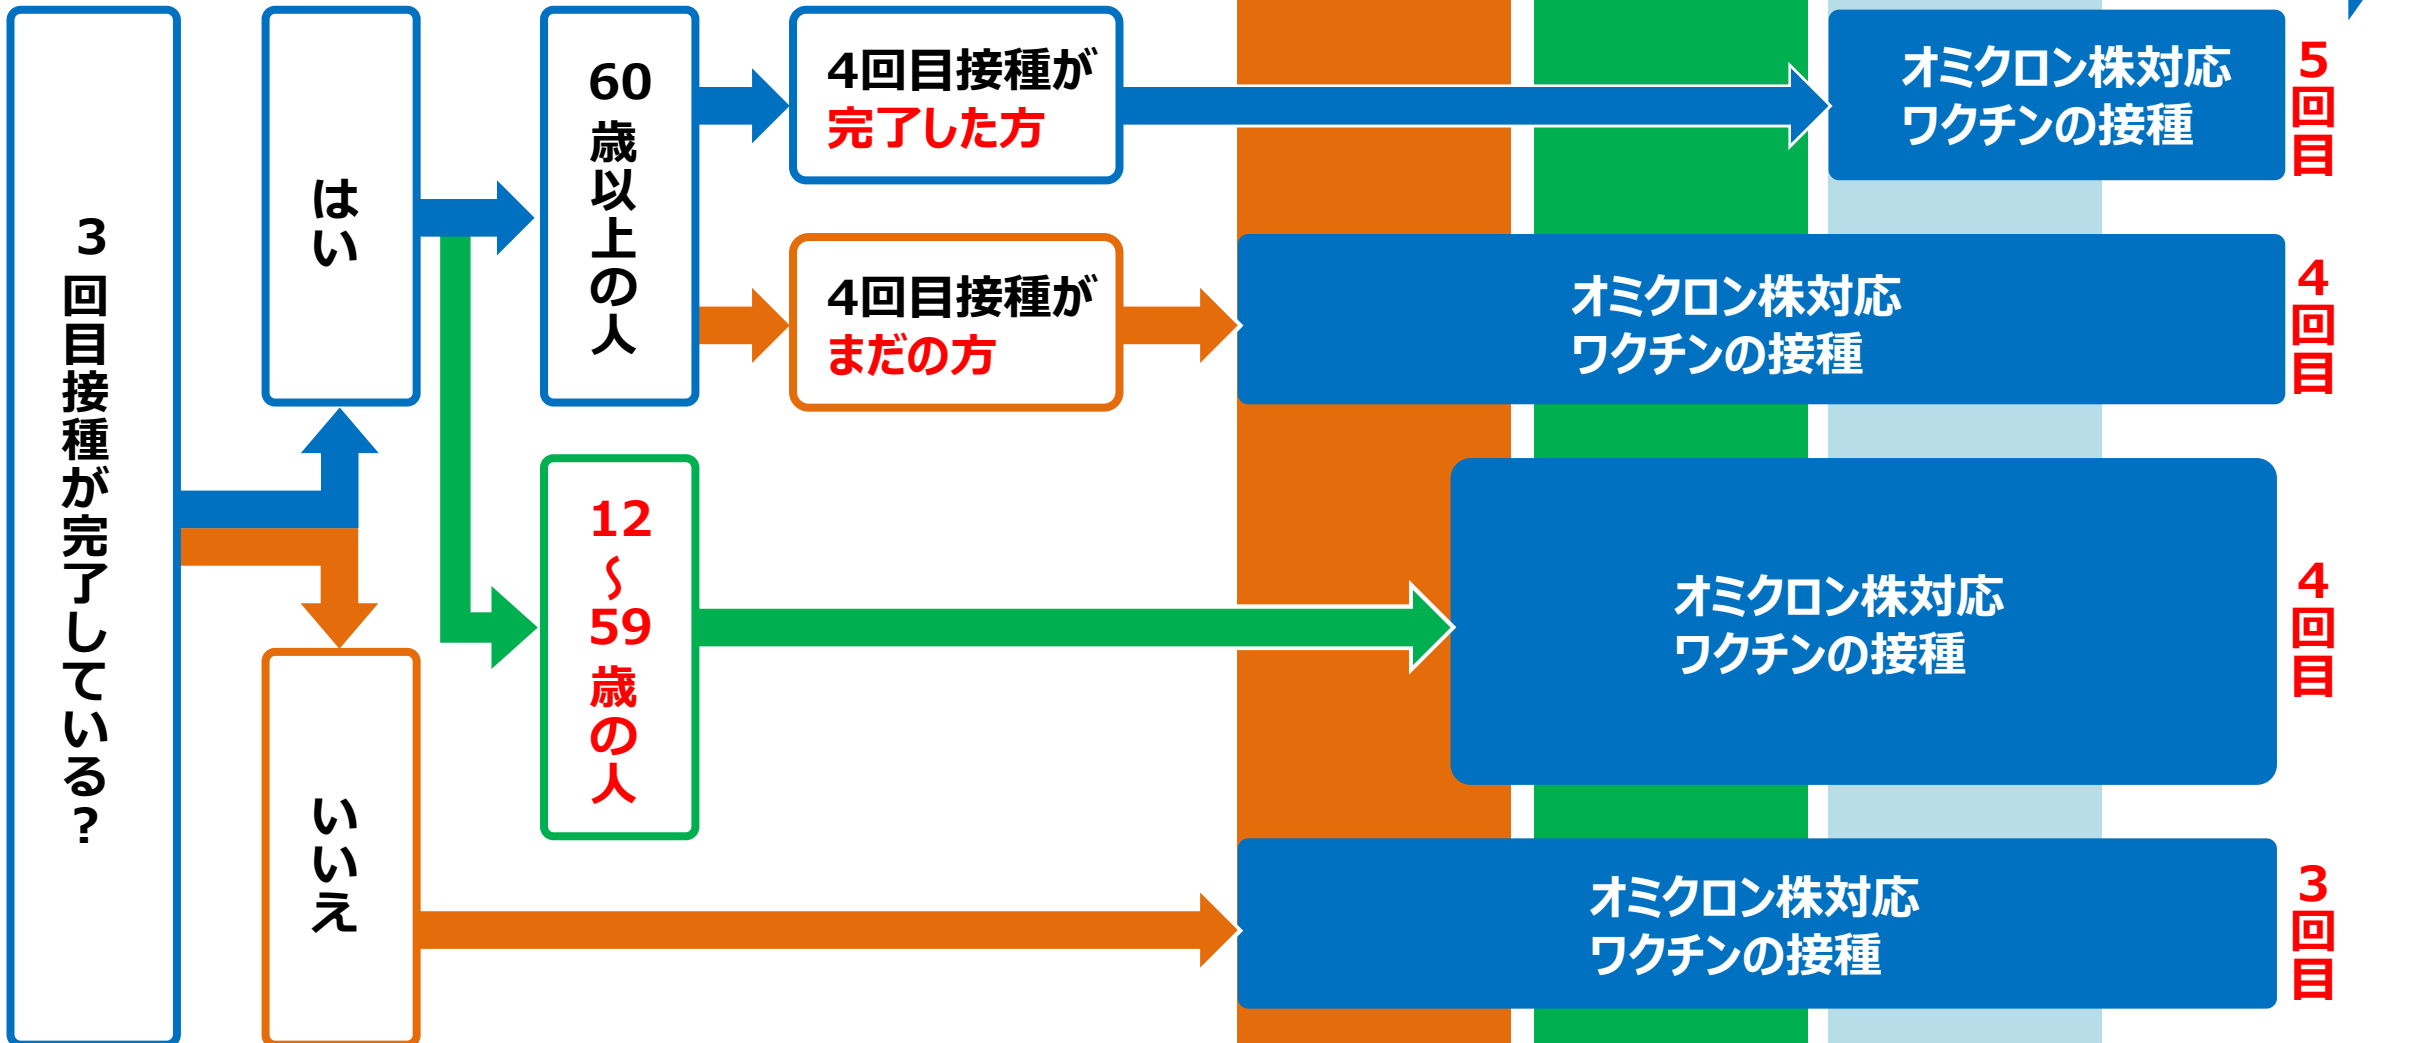 3回目接種が完了している?
はい
60歳以上の人
4回目接種が
完了した方
オミクロン株対応
ワクチンの接種
5回目
4回目接種が
まだの方
オミクロン株対応
ワクチンの接種
4回目
12～59歳の人
オミクロン株対応
ワクチンの接種
4回目
いいえ
オミクロン株対応
ワクチンの接種
3回目